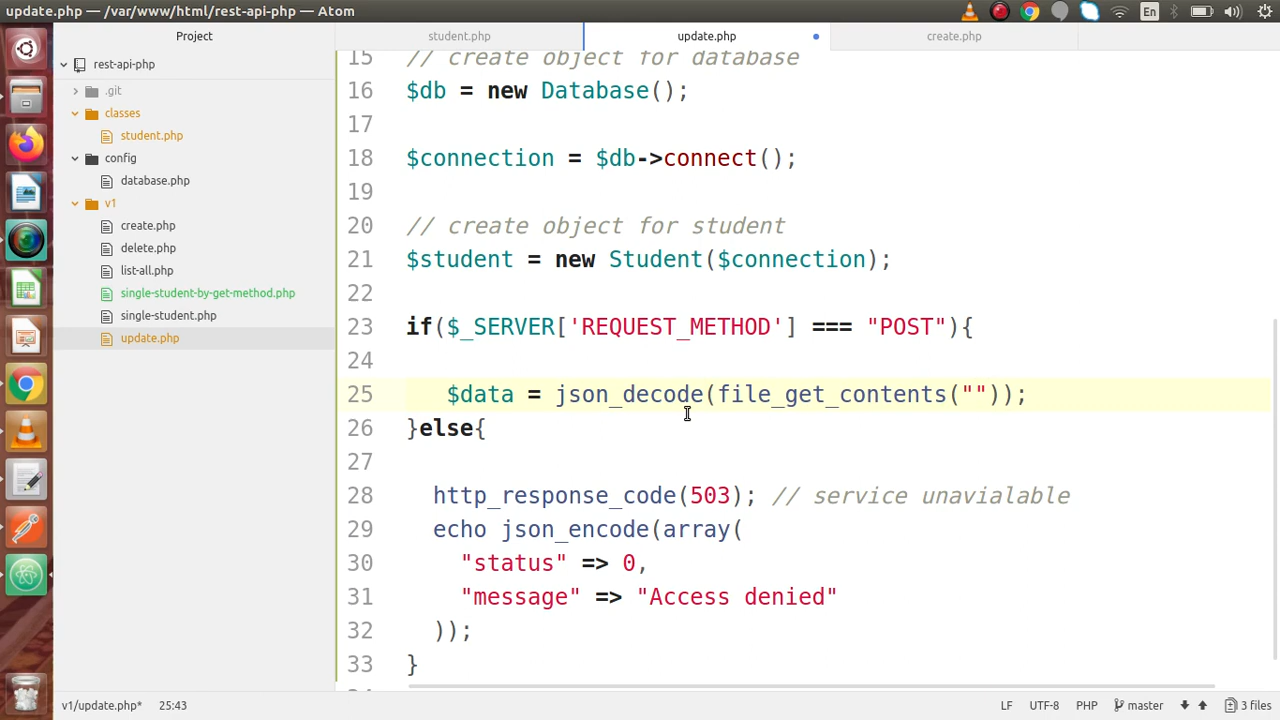 update.php — /var/www/html/rest-api-php — Atom
En
Project
student.php
update.php
create.php
rest-api-php
.git
classes
student.php
config
database.php
v1
create.php
delete.php
list-all.php
single-student-by-get-method.php
single-student.php
update.php
15 // create object for database
16 $db = new Database();
17
18 $connection = $db->connect();
19
20 // create object for student
21 $student = new Student($connection);
22
23 if($_SERVER['REQUEST_METHOD'] === "POST"){
24
25 $data = json_decode(file_get_contents(""));
26 }else{
27
28 http_response_code(503); // service unavialable
29 echo json_encode(array(
30 "status" => 0,
31 "message" => "Access denied"
32 ));
33 }
v1/update.php* 25:43
LF UTF-8 PHP master 3 files